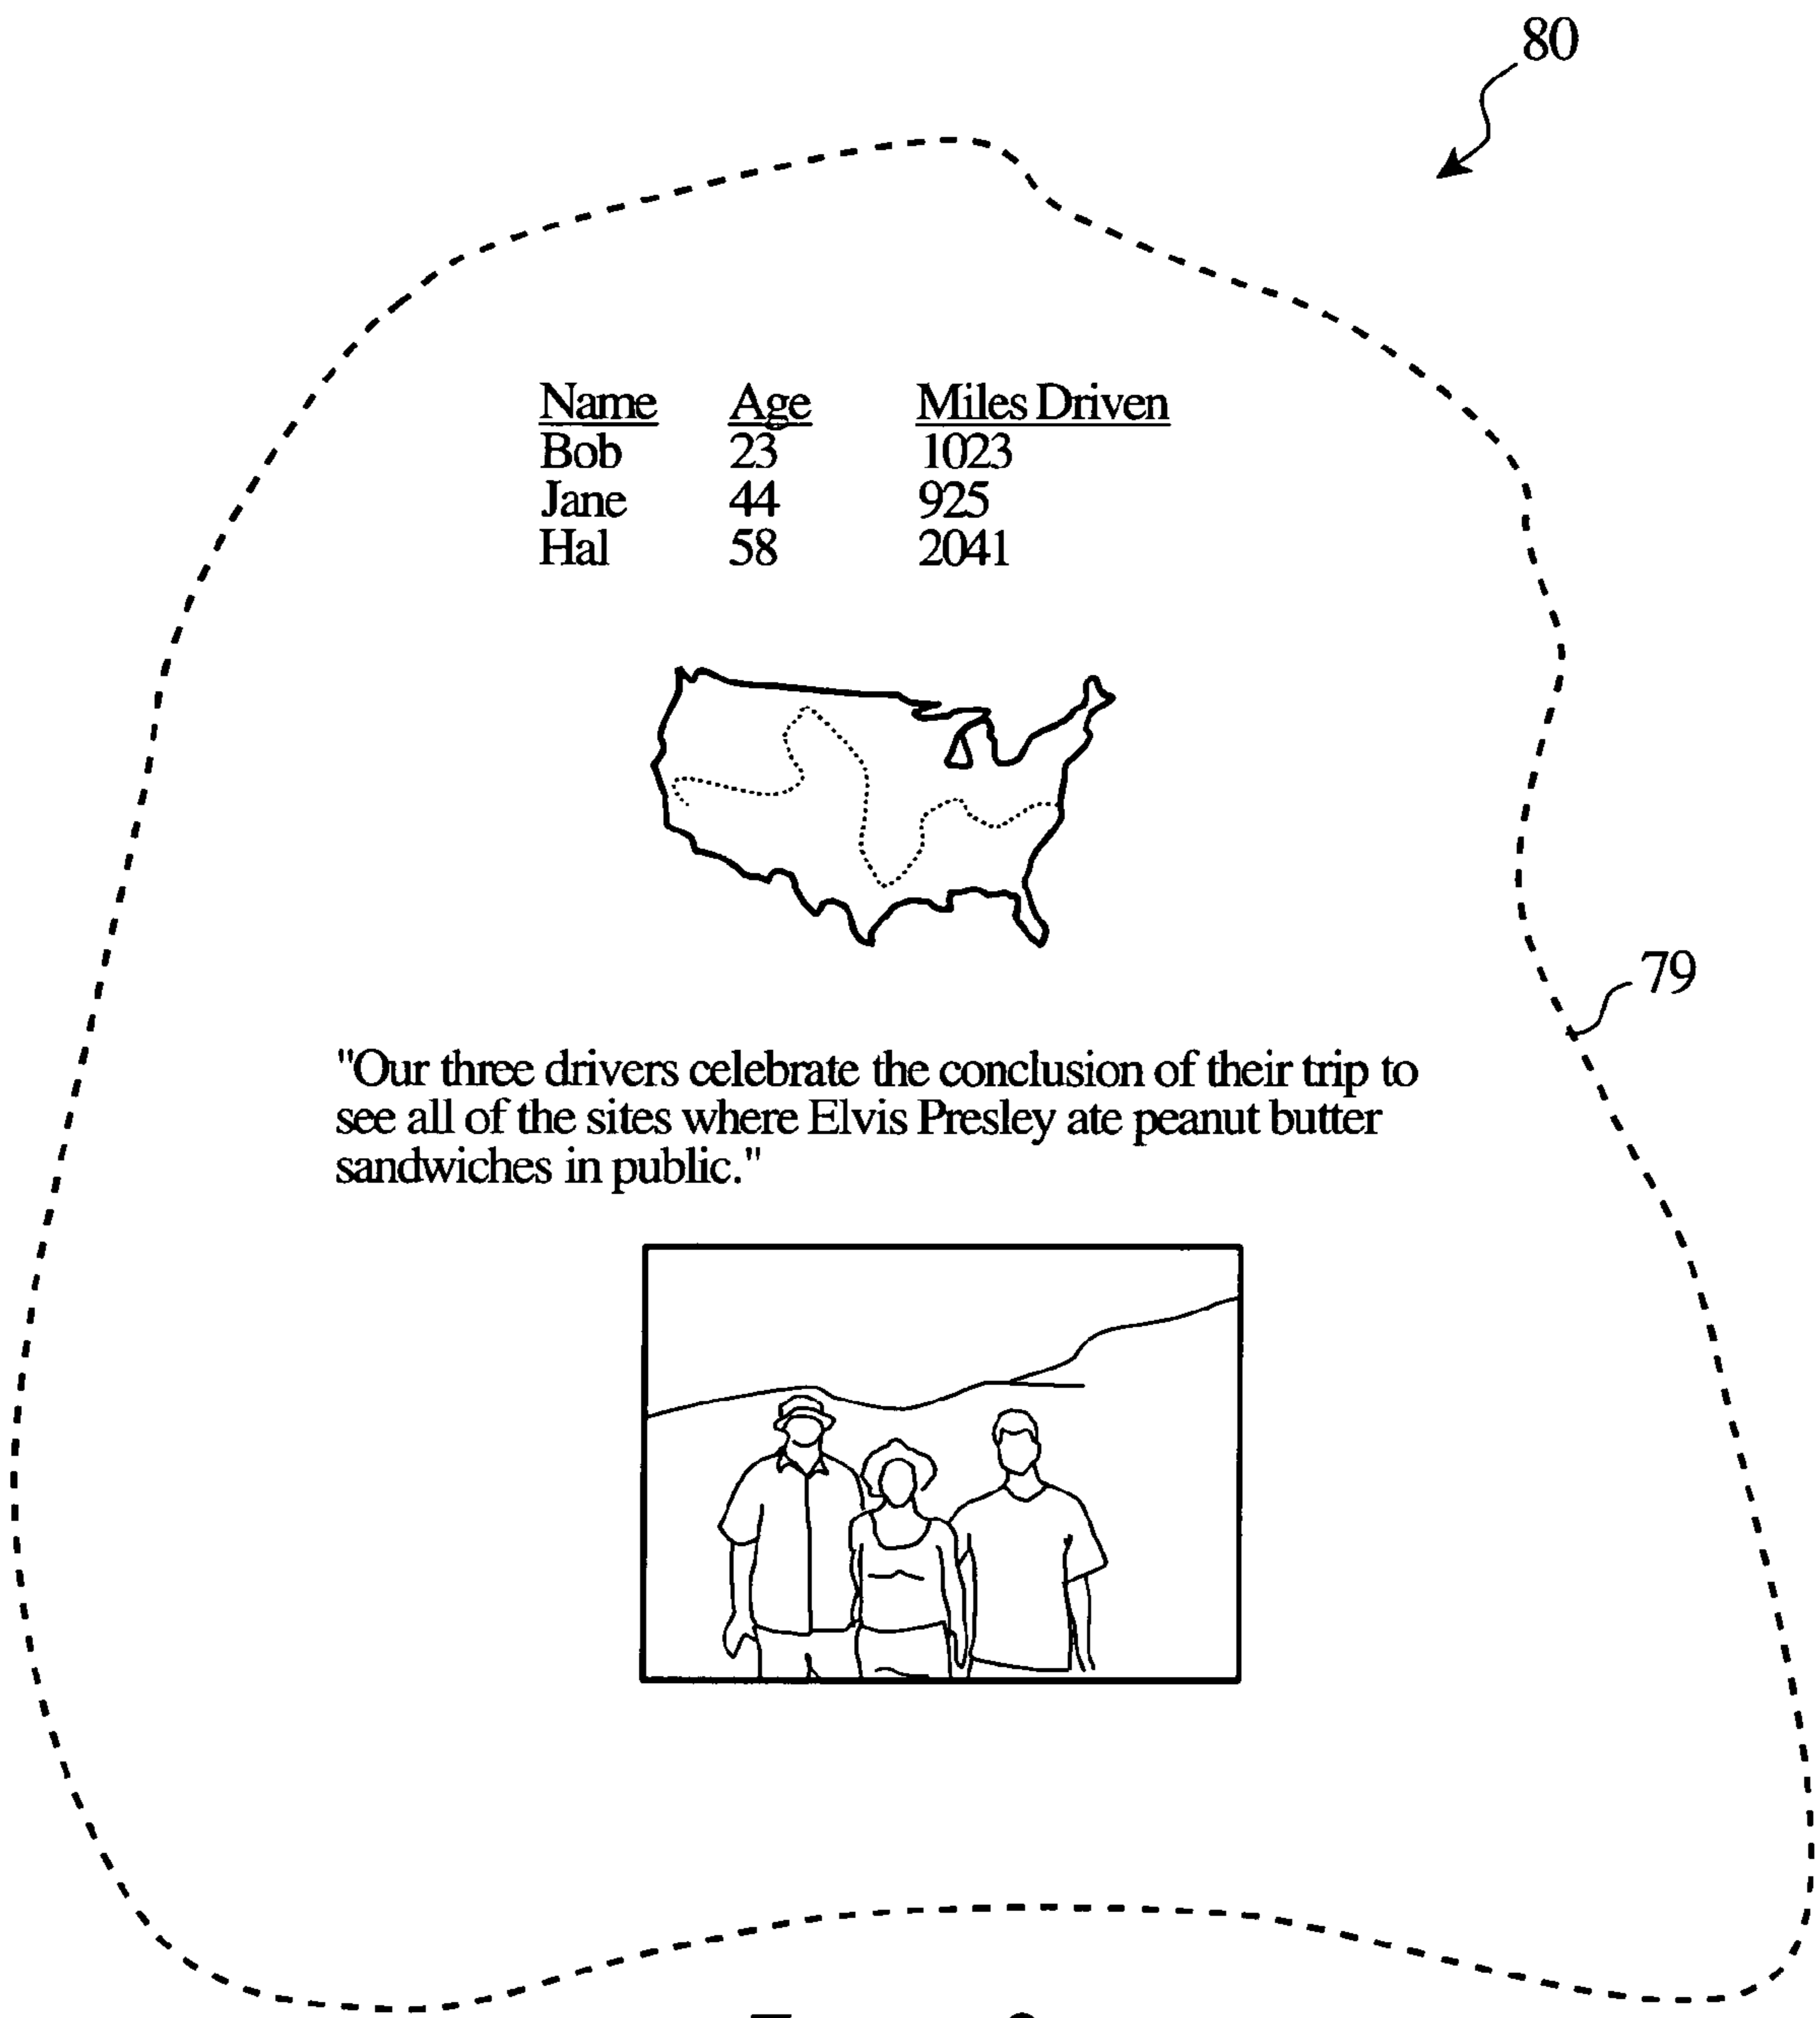 80
Name Age Miles Driven
Bob 23 1023
Jane 44 925
Hal 58 2041
79
"Our three drivers celebrate the conclusion of their trip to
see all of the sites where Elvis Presley ate peanut butter
sandwiches in public."